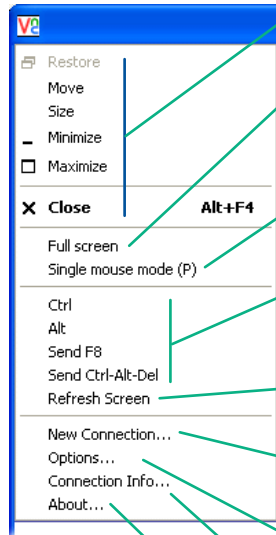 VC
Restore
Move
Size
Minimize
Maximize
Close Alt+F4
Full screen
Single mouse mode (P)
Ctrl
Alt
Send F8
Send Ctrl-Alt-Del
Refresh Screen
New Connection...
Options...
Connection Info...
About...